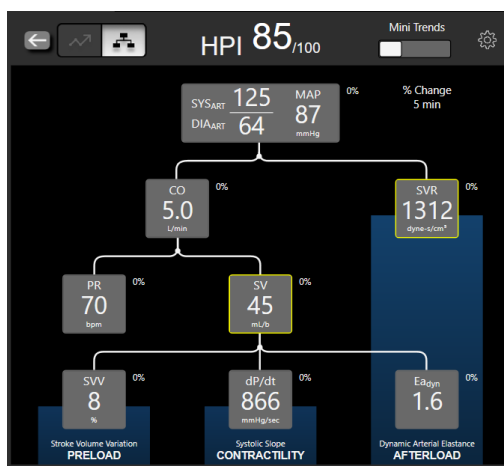 HPI 85/100
Mini Trends
SYSART 125
DIAART 64
MAP
87
mmHg
0%
% Change
5 min
CO
5.0
L/min
0%
SVR
1312
dyne-s/cm⁵
0%
PR
70
bpm
0%
SV
45
mL/b
0%
SVV
8
%
0%
dP/dt
866
mmHg/sec
0%
Eadyn
1.6
0%
Stroke Volume Variation
PRELOAD
Systolic Slope
CONTRACTILITY
Dynamic Arterial Elastance
AFTERLOAD